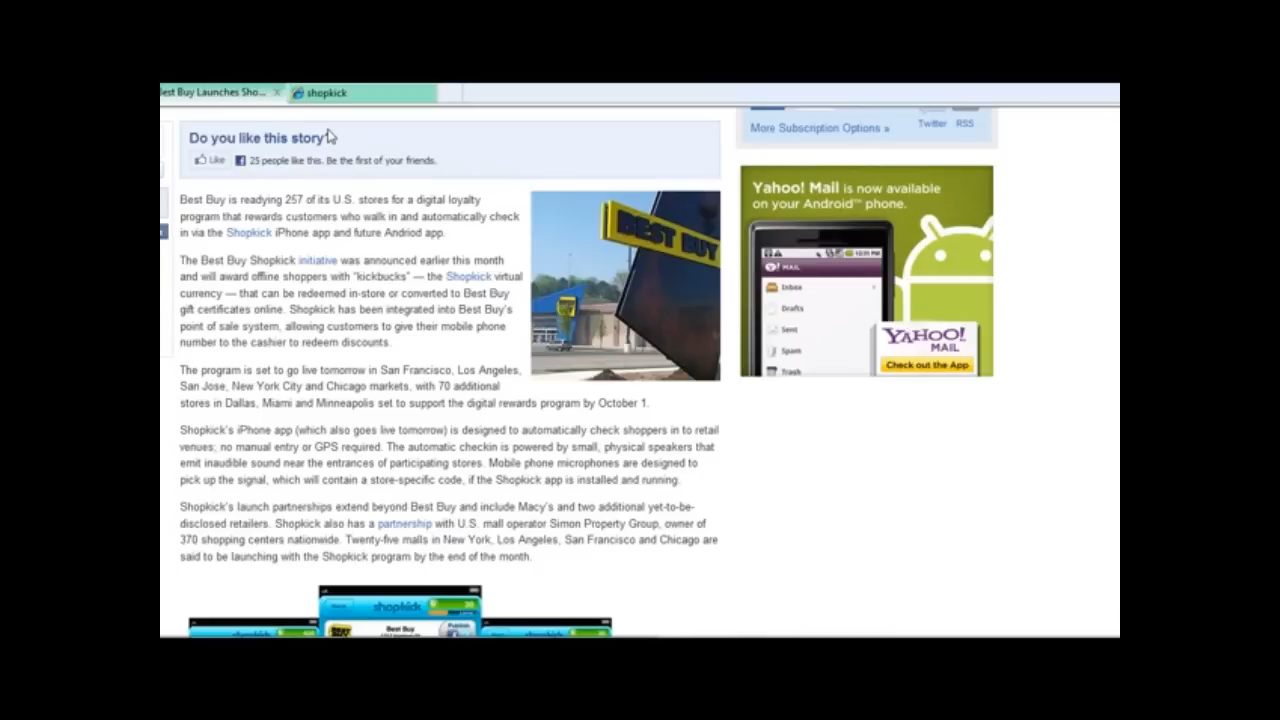 Best Buy Launches Sho...
shopkick
Do you like this story?
Like
25 people like this. Be the first of your friends.
More Subscription Options »
Twitter
RSS
Best Buy is readying 257 of its U.S. stores for a digital loyalty
program that rewards customers who walk in and automatically check
in via the Shopkick iPhone app and future Andriod app.
BEST BUY
The Best Buy Shopkick initiative was announced earlier this month
and will award offline shoppers with “kickbucks” — the Shopkick virtual
currency — that can be redeemed in-store or converted to Best Buy
gift certificates online. Shopkick has been integrated into Best Buy's
point of sale system, allowing customers to give their mobile phone
number to the cashier to redeem discounts.
The program is set to go live tomorrow in San Francisco, Los Angeles,
San Jose, New York City and Chicago markets, with 70 additional
stores in Dallas, Miami and Minneapolis set to support the digital rewards program by October 1.
Shopkick's iPhone app (which also goes live tomorrow) is designed to automatically check shoppers in to retail
venues; no manual entry or GPS required. The automatic checkin is powered by small, physical speakers that
emit inaudible sound near the entrances of participating stores. Mobile phone microphones are designed to
pick up the signal, which will contain a store-specific code, if the Shopkick app is installed and running.
Shopkick's launch partnerships extend beyond Best Buy and include Macy's and two additional yet-to-be-
disclosed retailers. Shopkick also has a partnership with U.S. mall operator Simon Property Group, owner of
370 shopping centers nationwide. Twenty-five malls in New York, Los Angeles, San Francisco and Chicago are
said to be launching with the Shopkick program by the end of the month.
Yahoo! Mail is now available
on your Android™ phone.
Y! MAIL
Inbox
Drafts
Sent
Spam
Trash
YAHOO!
MAIL
Check out the App
shopkick
Best Buy
Publish